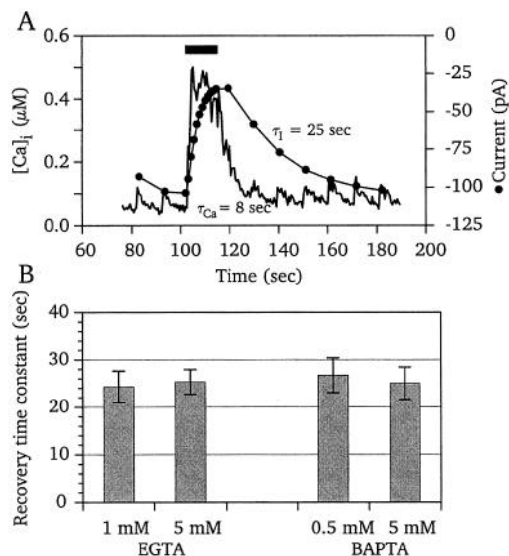 A
0.6
0.4
0.2
0.0
[Ca]i (μM)
0
-25
-50
-75
-100
-125
● Current (pA)
τI = 25 sec
τCa = 8 sec
60 80 100 120 140 160 180 200
Time (sec)
B
Recovery time constant (sec)
40
30
20
10
0
1 mM 5 mM 0.5 mM 5 mM
EGTA BAPTA